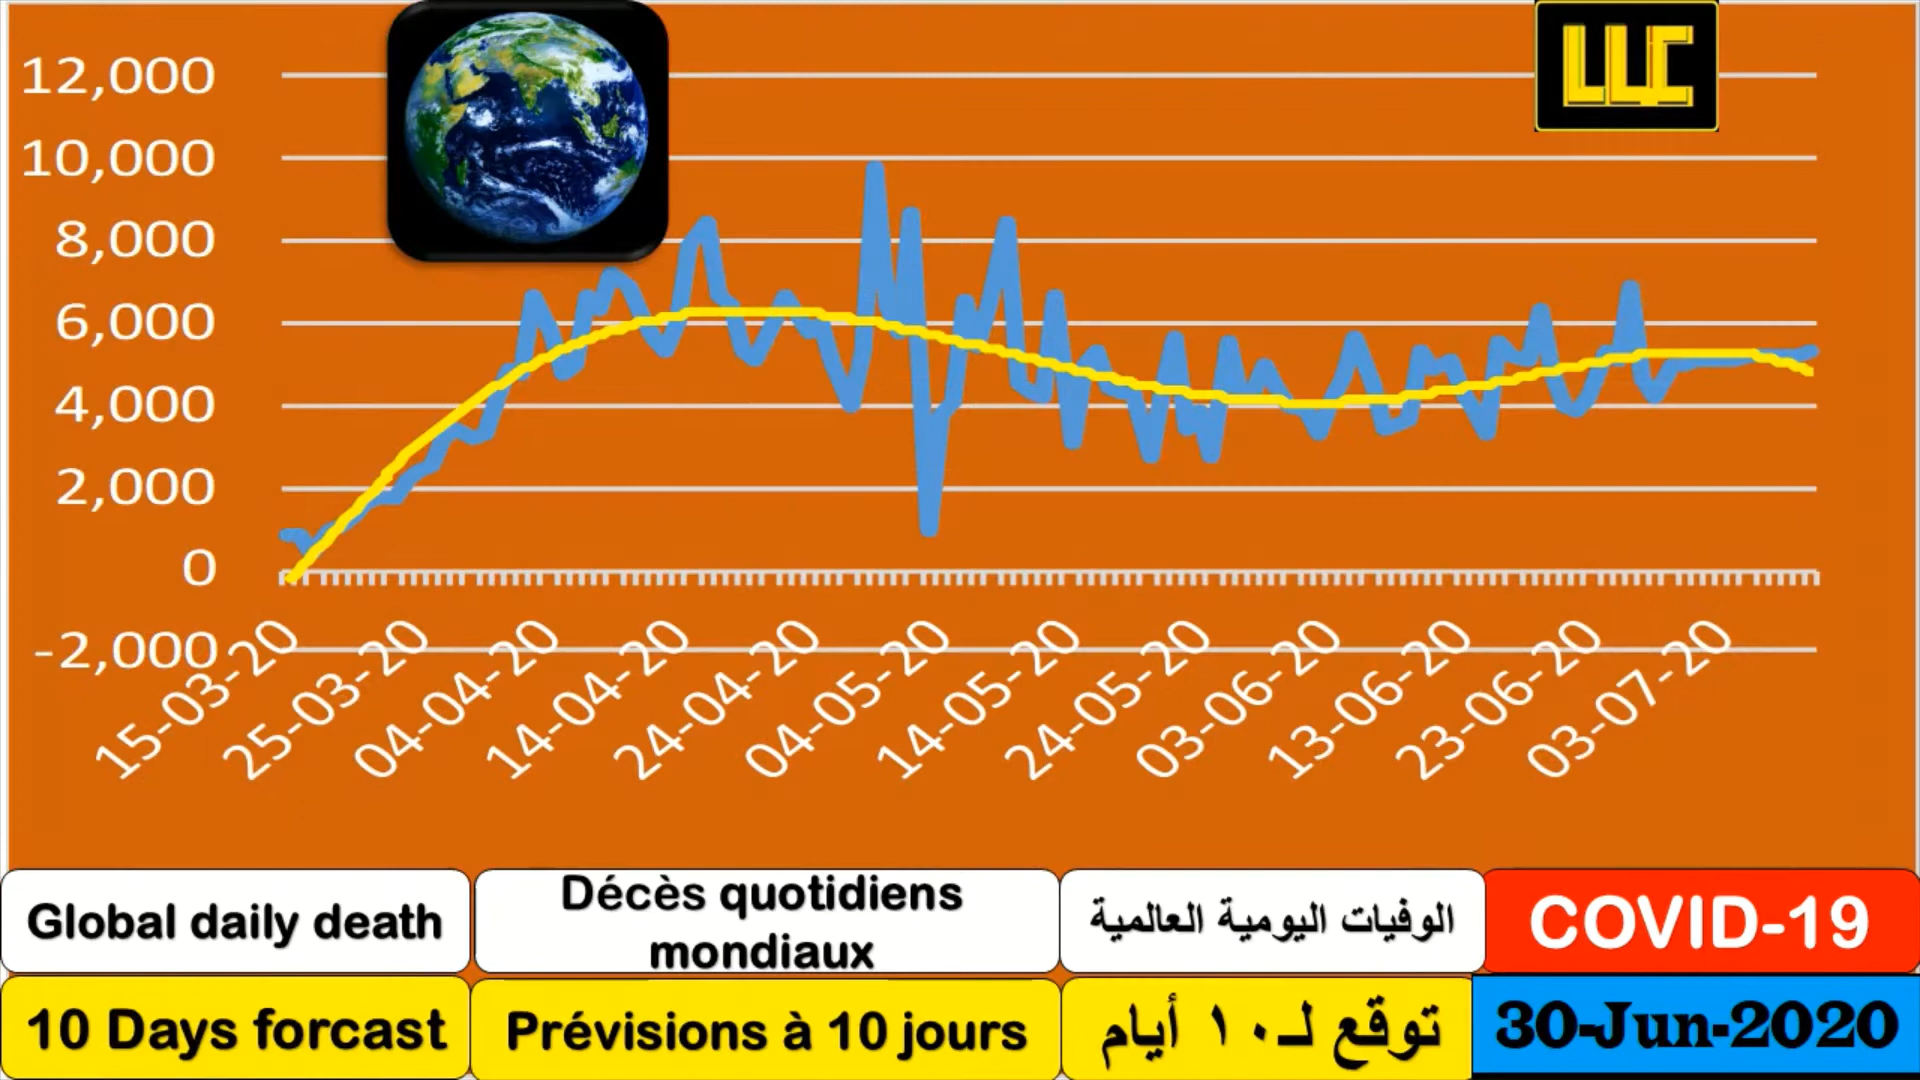 12,000
10,000
8,000
6,000
4,000
2,000
0
-2,000
15-03-20
25-03-20
04-04-20
14-04-20
24-04-20
04-05-20
14-05-20
24-05-20
03-06-20
13-06-20
23-06-20
03-07-20
LLC
Global daily death
Décès quotidiens
mondiaux
الوفيات اليومية العالمية
COVID-19
10 Days forcast
Prévisions à 10 jours
توقع لـ١٠ أيام
30-Jun-2020